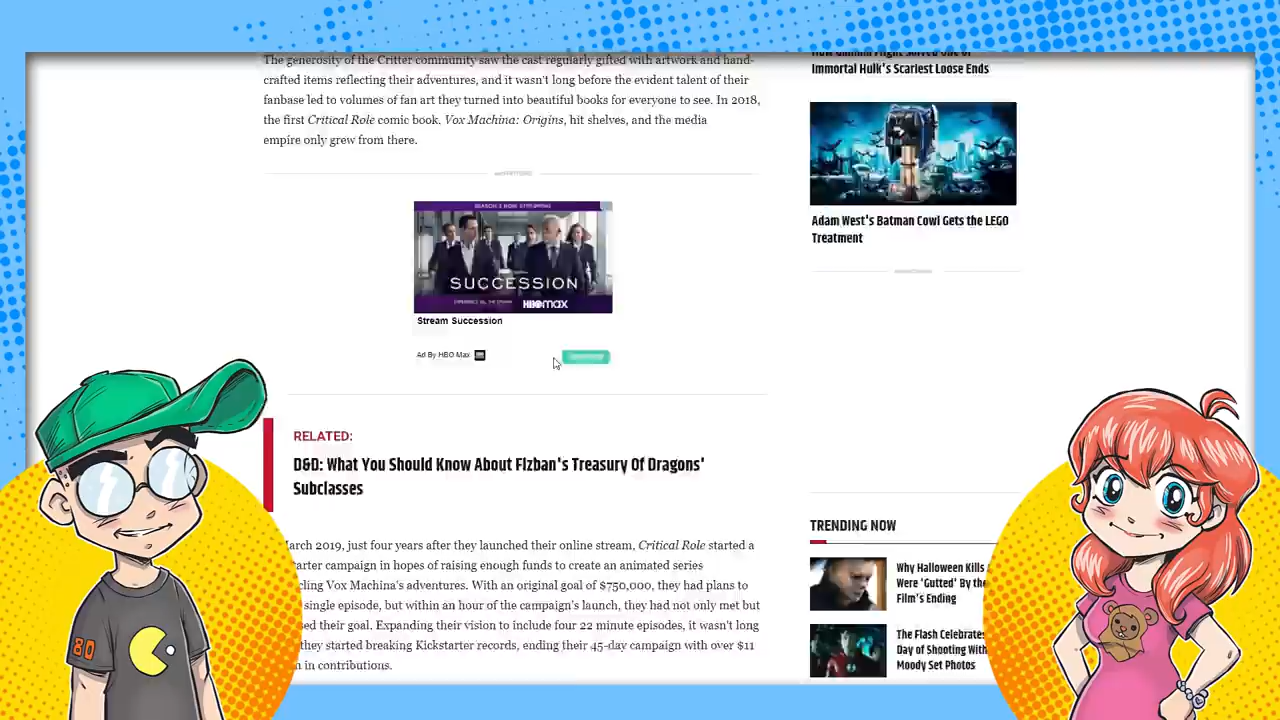 The generosity of the Critter community saw the cast regularly gifted with artwork and hand-
crafted items reflecting their adventures, and it wasn't long before the evident talent of their
fanbase led to volumes of fan art they turned into beautiful books for everyone to see. In 2018,
the first Critical Role comic book. Vox Machina: Origins, hit shelves, and the media
empire only grew from there.
SEASON 3 NOW STREAMING
SUCCESSION
HBOMAX
Stream Succession
Ad By HBO Max
RELATED:
D&D: What You Should Know About Fizban's Treasury Of Dragons'
Subclasses
March 2019, just four years after they launched their online stream, Critical Role started a
arter campaign in hopes of raising enough funds to create an animated series
cling Vox Machina's adventures. With an original goal of $750,000, they had plans to
single episode, but within an hour of the campaign's launch, they had not only met but
sed their goal. Expanding their vision to include four 22 minute episodes, it wasn't long
they started breaking Kickstarter records, ending their 45-day campaign with over $11
n in contributions.
Immortal Hulk's Scariest Loose Ends
Adam West's Batman Cowl Gets the LEGO
Treatment
TRENDING NOW
Why Halloween Kills
Were 'Gutted' By the
Film's Ending
The Flash Celebrates
Day of Shooting With
Moody Set Photos
80